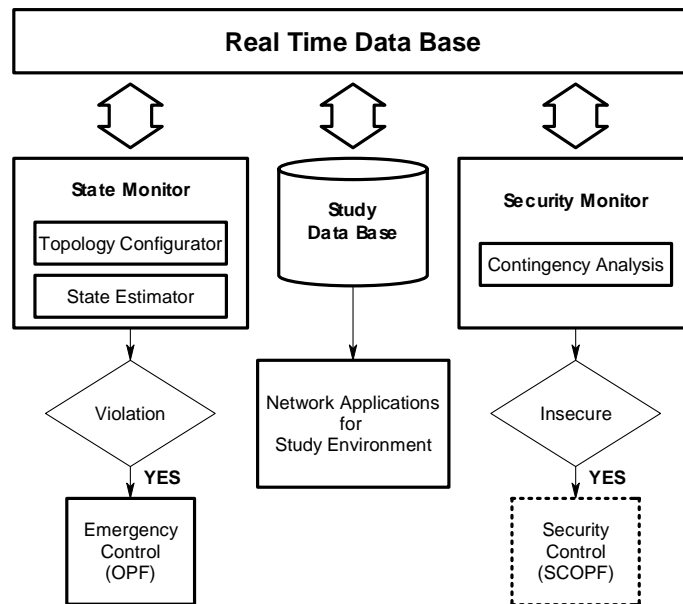 Real Time Data Base
State Monitor
Topology Configurator
State Estimator
Study
Data Base
Security Monitor
Contingency Analysis
Violation
Network Applications
for
Study Environment
Insecure
YES
YES
Emergency
Control
(OPF)
Security
Control
(SCOPF)